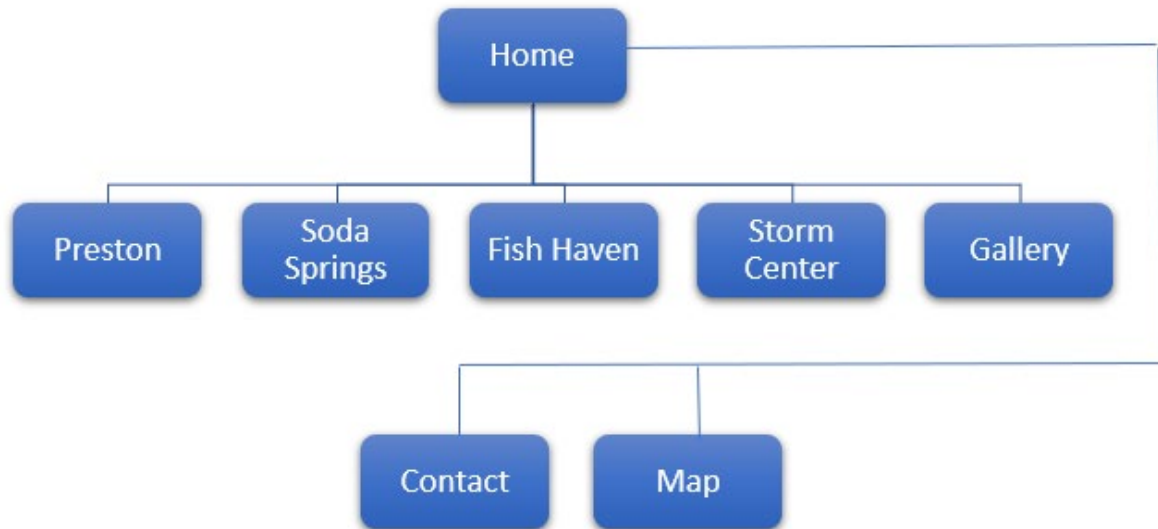 Home
Preston
Soda
Springs
Fish Haven
Storm
Center
Gallery
Contact
Map